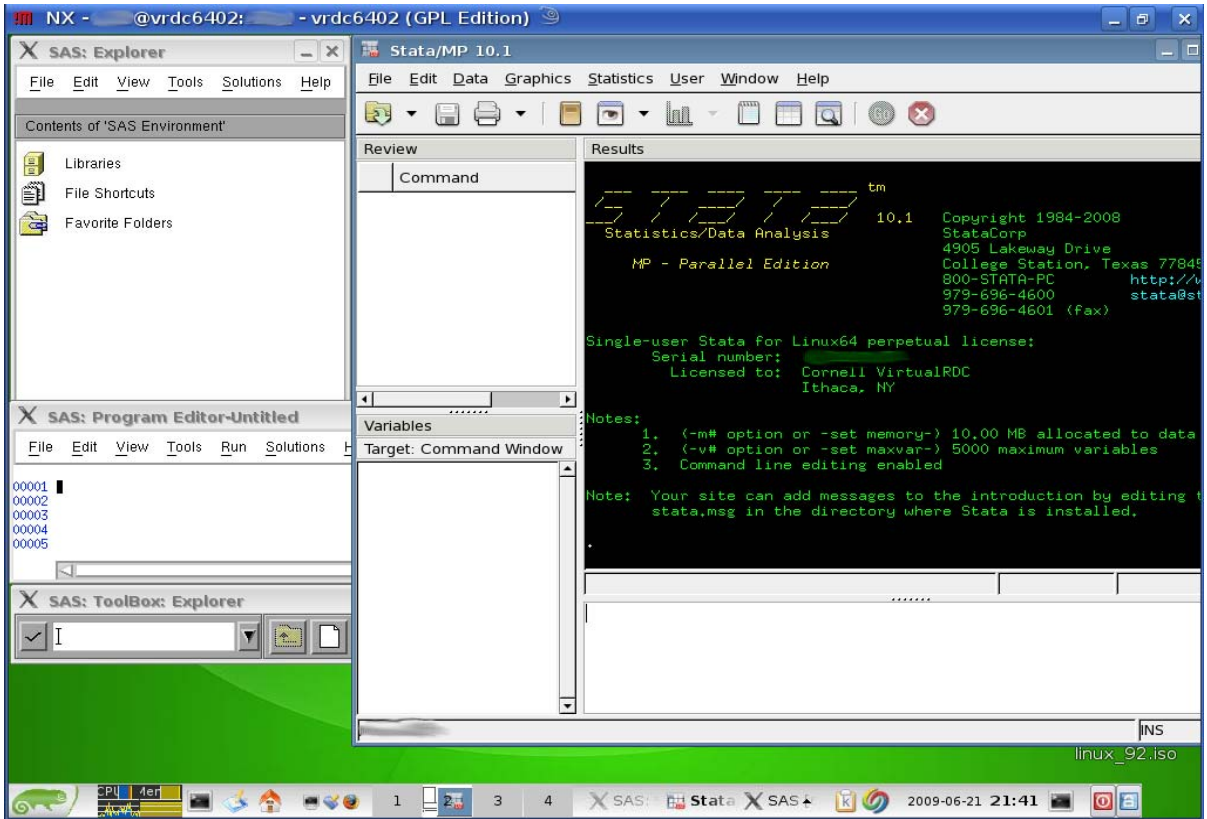 NX - @vrdc6402: - vrdc6402 (GPL Edition)
SAS: Explorer
File Edit View Tools Solutions Help
Contents of 'SAS Environment'
Libraries
File Shortcuts
Favorite Folders
SAS: Program Editor-Untitled
File Edit View Tools Run Solutions H
00001
00002
00003
00004
00005
SAS: ToolBox: Explorer
Stata/MP 10.1
File Edit Data Graphics Statistics User Window Help
Review
Command
Variables
Target: Command Window
Results
tm
10.1 Copyright 1984-2008
Statistics/Data Analysis StataCorp
4905 Lakeway Drive
MP - Parallel Edition College Station, Texas 77845
800-STATA-PC http://w
979-696-4600 stata@st
979-696-4601 (fax)
Single-user Stata for Linux64 perpetual license:
Serial number:
Licensed to: Cornell VirtualRDC
Ithaca, NY
Notes:
1. (-m# option or -set memory-) 10.00 MB allocated to data
2. (-v# option or -set maxvar-) 5000 maximum variables
3. Command line editing enabled
Note: Your site can add messages to the introduction by editing t
stata.msg in the directory where Stata is installed.
.
INS
linux_92.iso
CPU 1 2 3 4 SAS: Stata SAS 2009-06-21 21:41